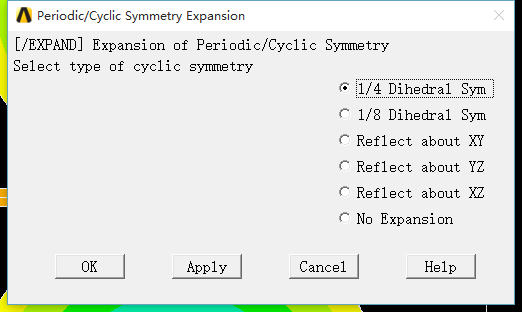 Periodic/Cyclic Symmetry Expansion
[/EXPAND] Expansion of Periodic/Cyclic Symmetry
Select type of cyclic symmetry
1/4 Dihedral Sym
1/8 Dihedral Sym
Reflect about XY
Reflect about YZ
Reflect about XZ
No Expansion
OK Apply Cancel Help